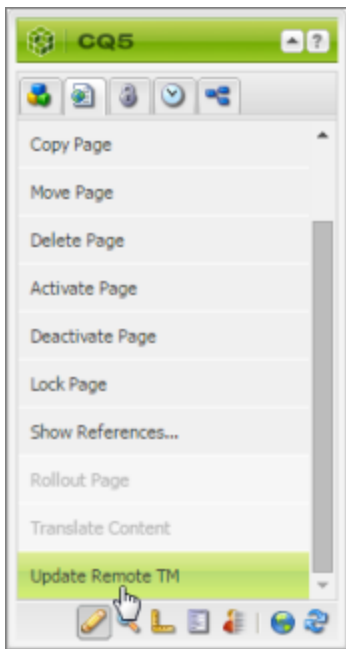 CQ5
?
Copy Page
Move Page
Delete Page
Activate Page
Deactivate Page
Lock Page
Show References...
Rollout Page
Translate Content
Update Remote TM